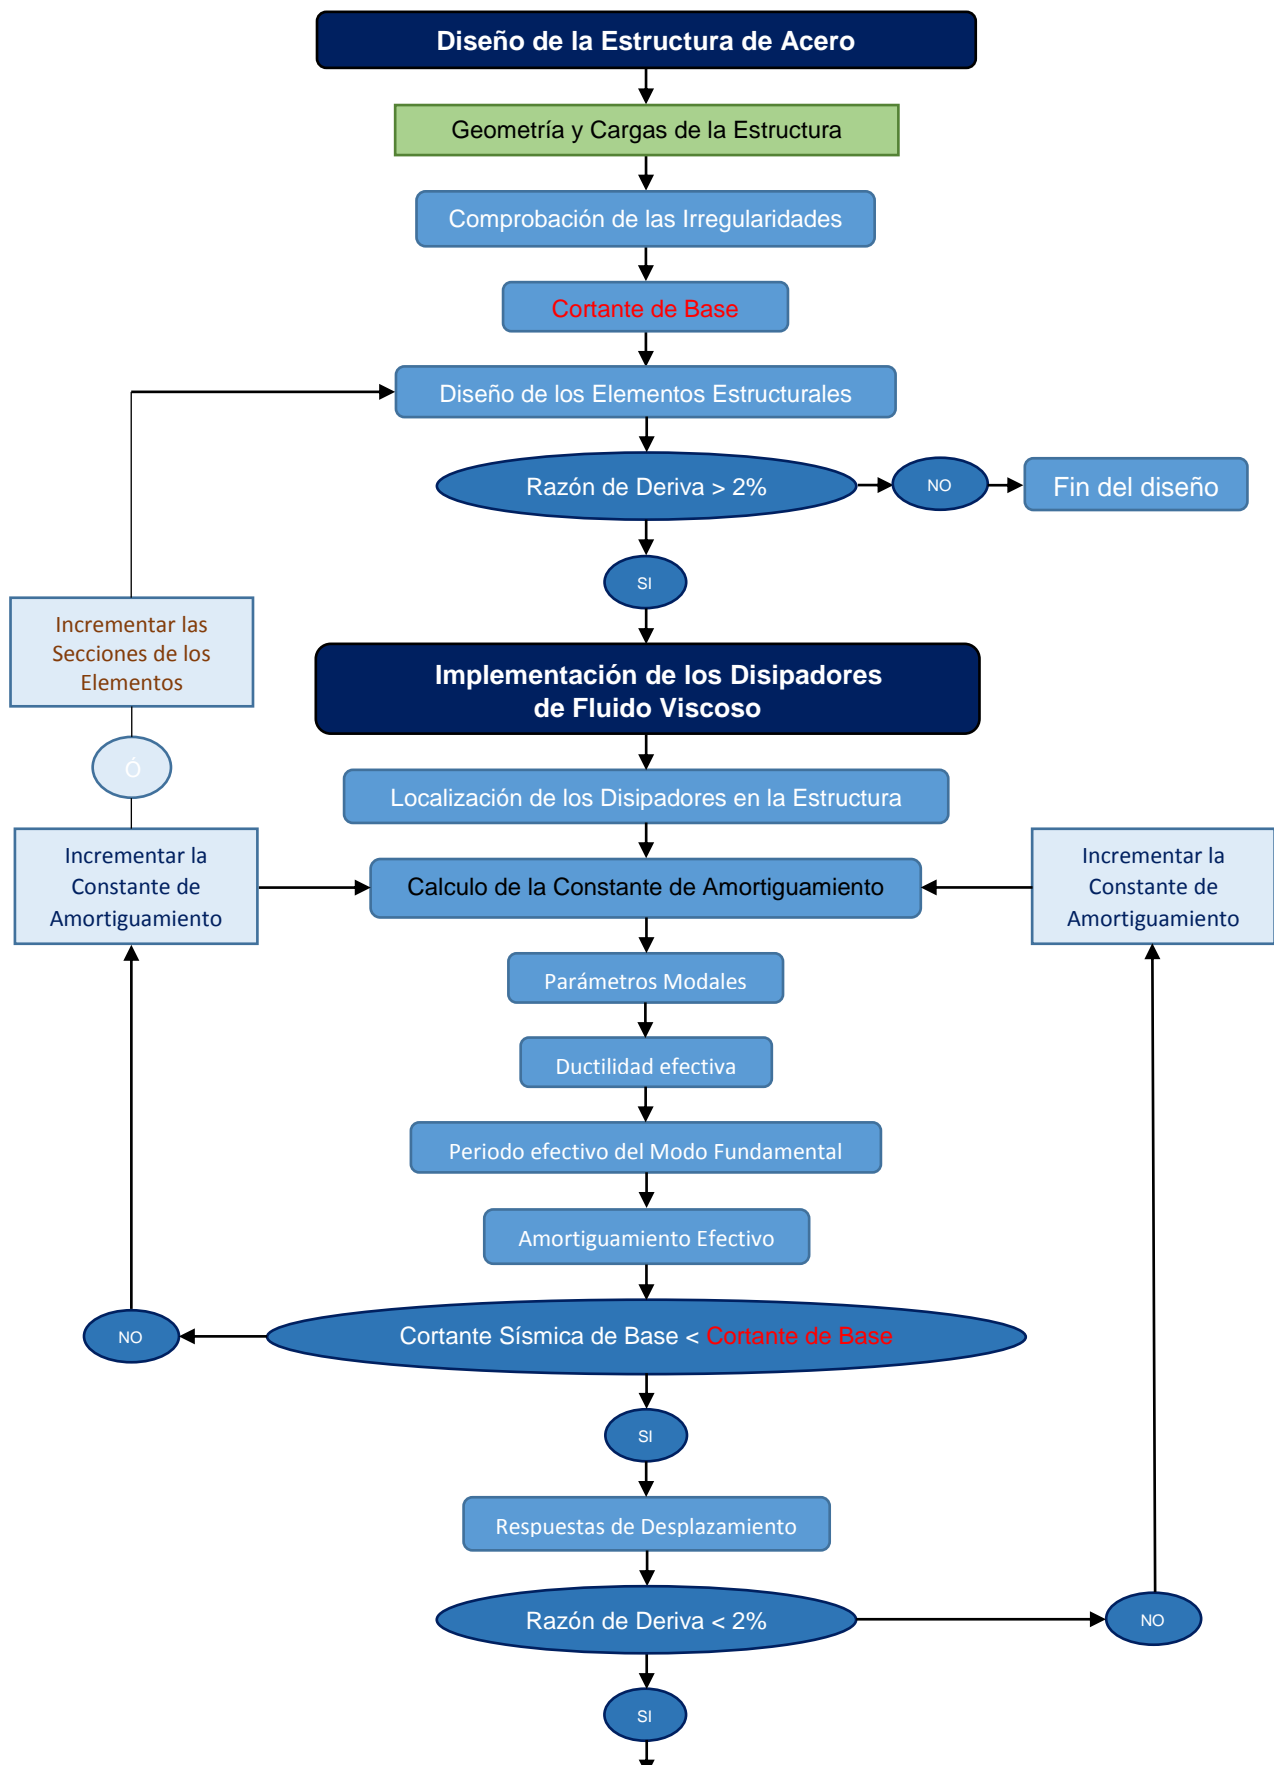 Diseño de la Estructura de Acero
Geometría y Cargas de la Estructura
Comprobación de las Irregularidades
Cortante de Base
Diseño de los Elementos Estructurales
Razón de Deriva > 2%
NO
Fin del diseño
SI
Incrementar las
Secciones de los
Elementos
Implementación de los Disipadores
de Fluido Viscoso
Ó
Localización de los Disipadores en la Estructura
Incrementar la
Constante de
Amortiguamiento
Calculo de la Constante de Amortiguamiento
Incrementar la
Constante de
Amortiguamiento
Parámetros Modales
Ductilidad efectiva
Periodo efectivo del Modo Fundamental
Amortiguamiento Efectivo
NO
Cortante Sísmica de Base < Cortante de Base
SI
Respuestas de Desplazamiento
Razón de Deriva < 2%
NO
SI